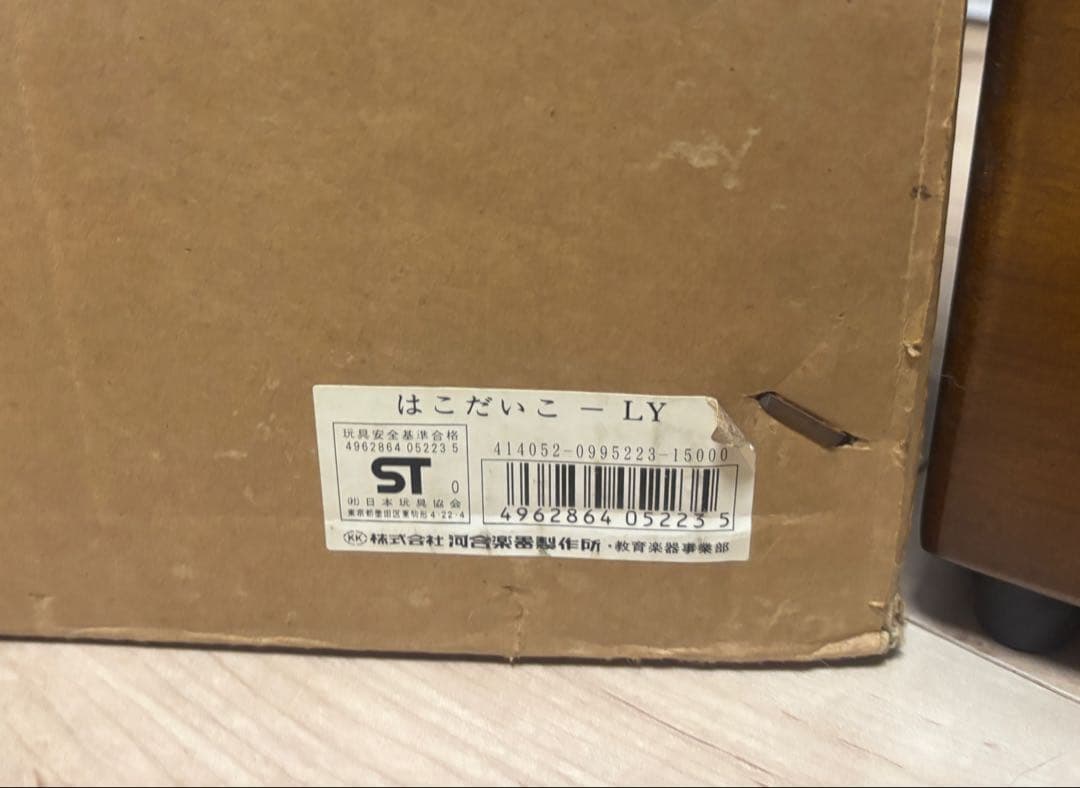 はこだいこ － LY
玩具安全基準合格
4962864 05223 5
ST 0
㈳日本玩具協会
東京都墨田区東駒形4-22-4
414052-0995223-15000
4962864 052235
KK 株式会社 河合楽器製作所・教育楽器事業部